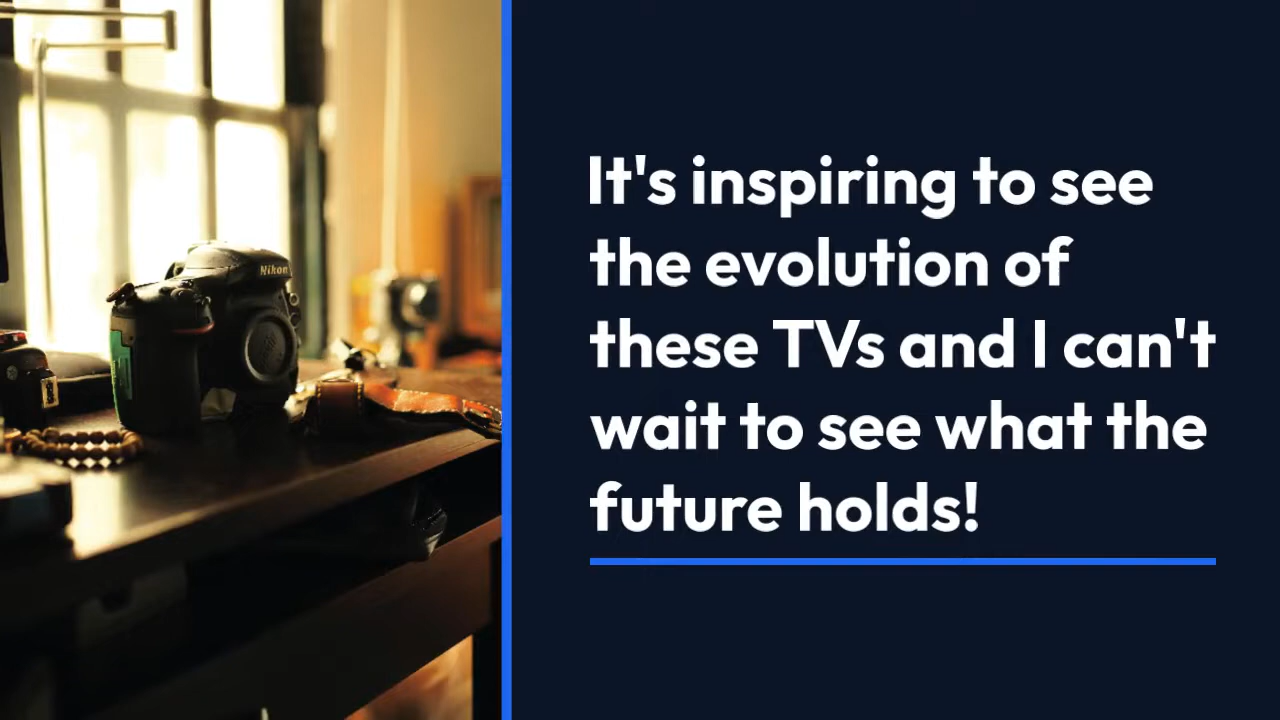 Nikon
It's inspiring to see
the evolution of
these TVs and I can't
wait to see what the
future holds!